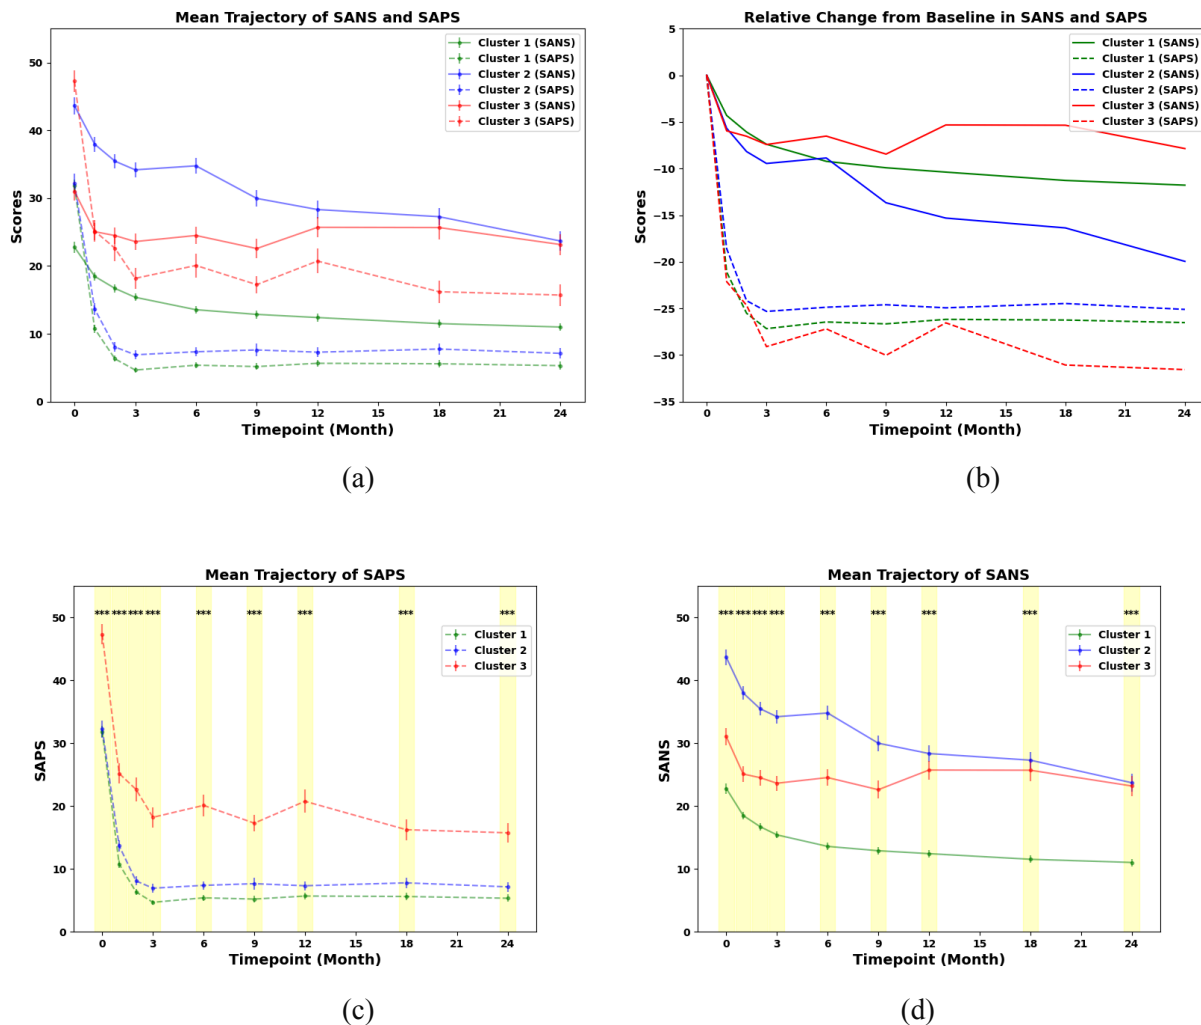 Mean Trajectory of SANS and SAPS
Cluster 1 (SANS)
Cluster 1 (SAPS)
Cluster 2 (SANS)
Cluster 2 (SAPS)
Cluster 3 (SANS)
Cluster 3 (SAPS)
Scores
50
40
30
20
10
0
0 3 6 9 12 15 18 21 24
Timepoint (Month)
(a)
Relative Change from Baseline in SANS and SAPS
Cluster 1 (SANS)
Cluster 1 (SAPS)
Cluster 2 (SANS)
Cluster 2 (SAPS)
Cluster 3 (SANS)
Cluster 3 (SAPS)
Scores
5
0
−5
−10
−15
−20
−25
−30
−35
0 3 6 9 12 15 18 21 24
Timepoint (Month)
(b)
Mean Trajectory of SAPS
*** *** *** *** *** *** *** *** ***
Cluster 1
Cluster 2
Cluster 3
SAPS
50
40
30
20
10
0
0 3 6 9 12 15 18 21 24
Timepoint (Month)
(c)
Mean Trajectory of SANS
*** *** *** *** *** *** *** *** ***
Cluster 1
Cluster 2
Cluster 3
SANS
50
40
30
20
10
0
0 3 6 9 12 15 18 21 24
Timepoint (Month)
(d)